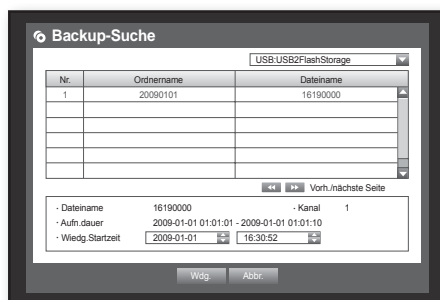 Backup-Suche
USB:USB2FlashStorage
Nr. Ordnername Dateiname
1 20090101 16190000
Vorh./nächste Seite
· Dateiname 16190000 · Kanal 1
· Aufn.dauer 2009-01-01 01:01:01 - 2009-01-01 01:01:10
· Wiedg.Startzeit 2009-01-01 16:30:52
Wdg. Abbr.